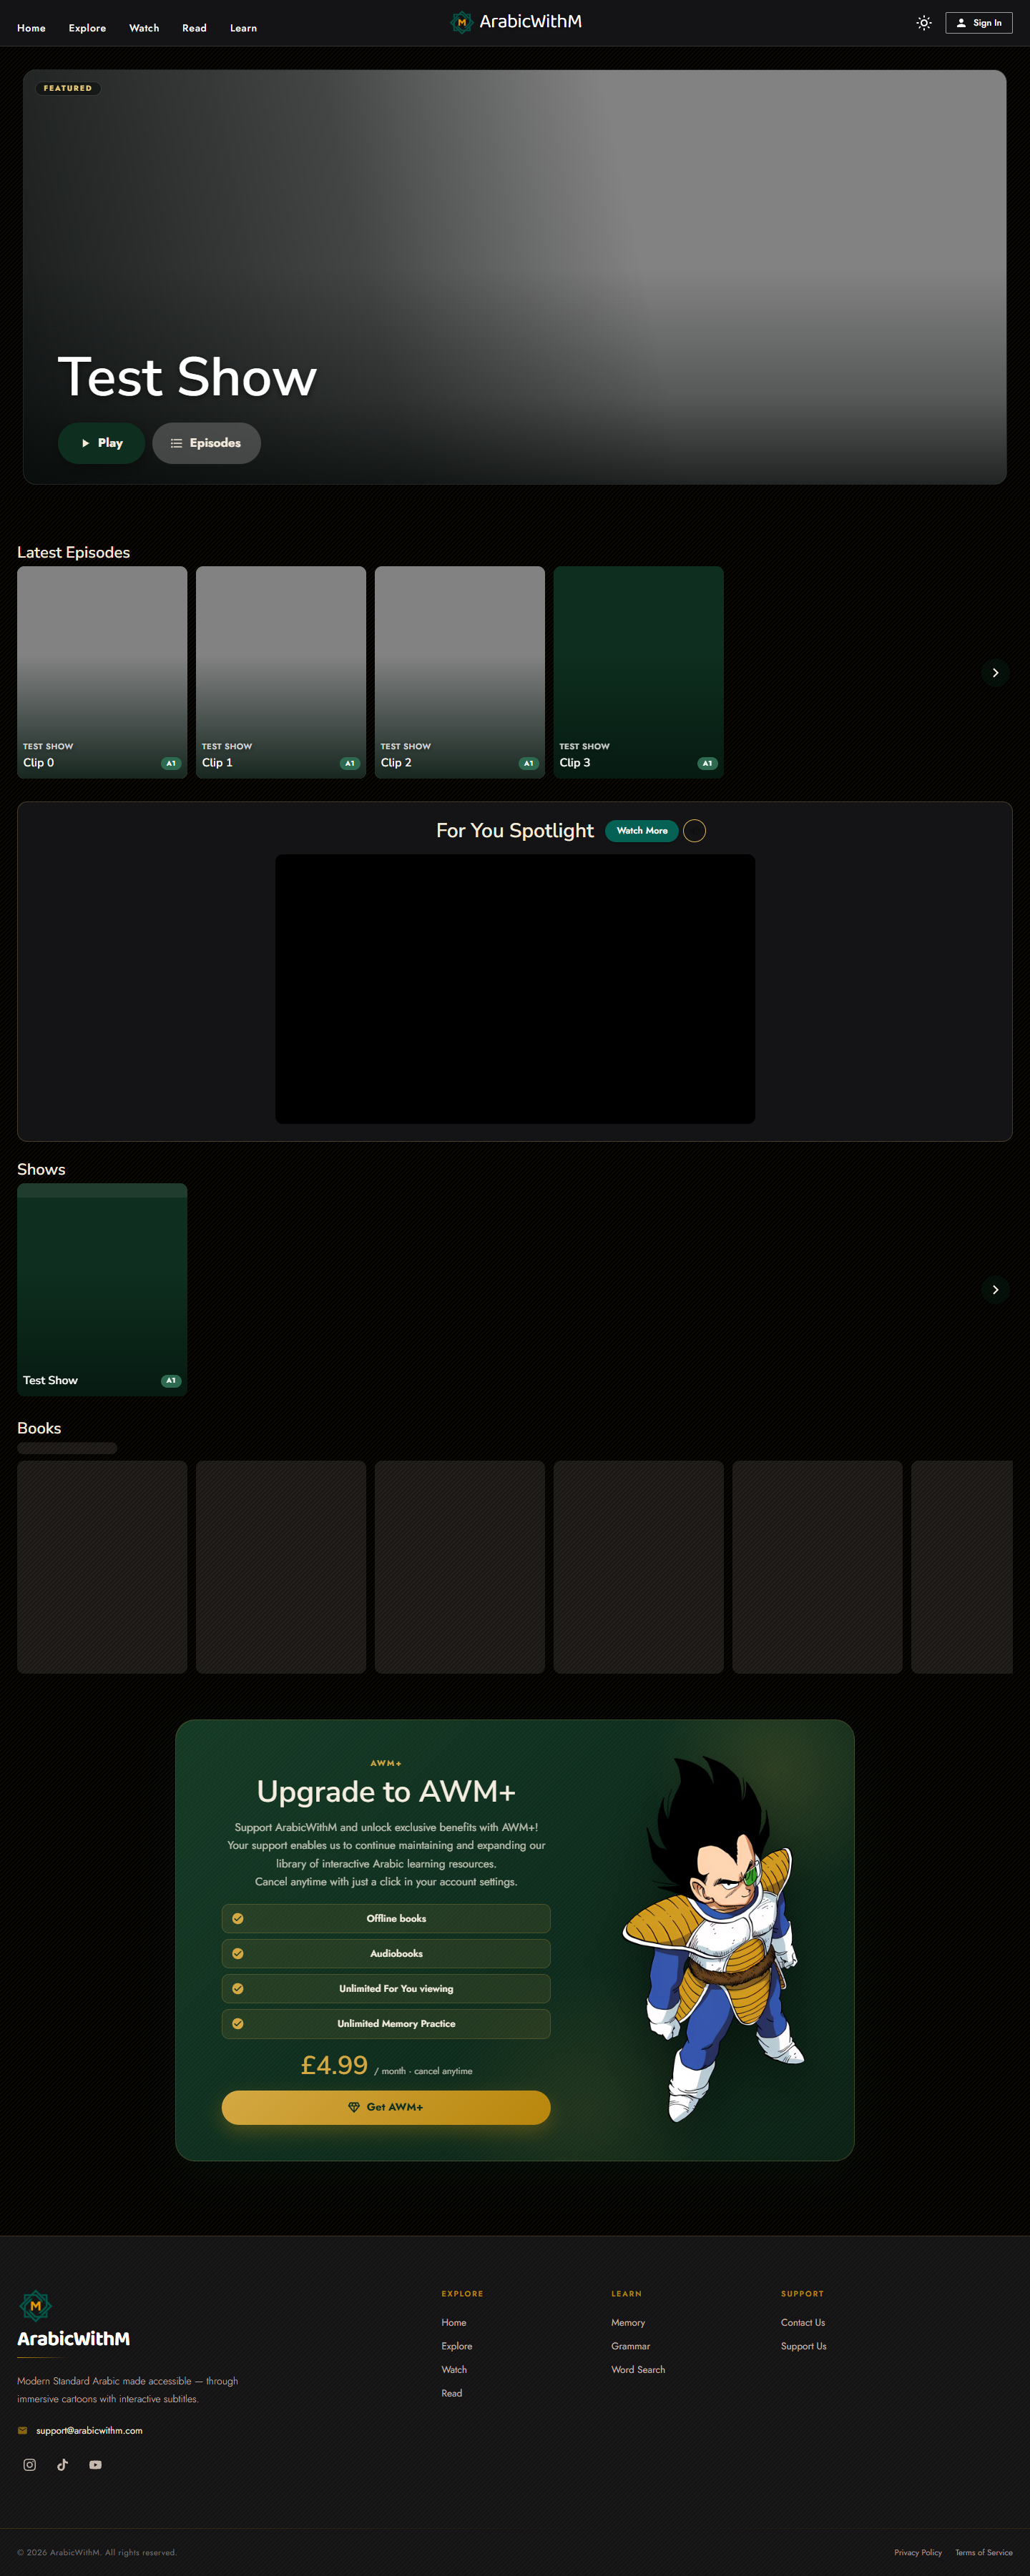 Home Explore Watch Read Learn
M ArabicWithM
Sign In
FEATURED
Test Show
Play Episodes
Latest Episodes
TEST SHOW
Clip 0 A1
TEST SHOW
Clip 1 A1
TEST SHOW
Clip 2 A1
TEST SHOW
Clip 3 A1
For You Spotlight Watch More
Shows
Test Show A1
Books
AWM+
Upgrade to AWM+
Support ArabicWithM and unlock exclusive benefits with AWM+!
Your support enables us to continue maintaining and expanding our
library of interactive Arabic learning resources.
Cancel anytime with just a click in your account settings.
Offline books
Audiobooks
Unlimited For You viewing
Unlimited Memory Practice
£4.99 / month · cancel anytime
Get AWM+
M
ArabicWithM
Modern Standard Arabic made accessible — through
immersive cartoons with interactive subtitles.
support@arabicwithm.com
EXPLORE
Home
Explore
Watch
Read
LEARN
Memory
Grammar
Word Search
SUPPORT
Contact Us
Support Us
© 2026 ArabicWithM. All rights reserved.
Privacy Policy Terms of Service